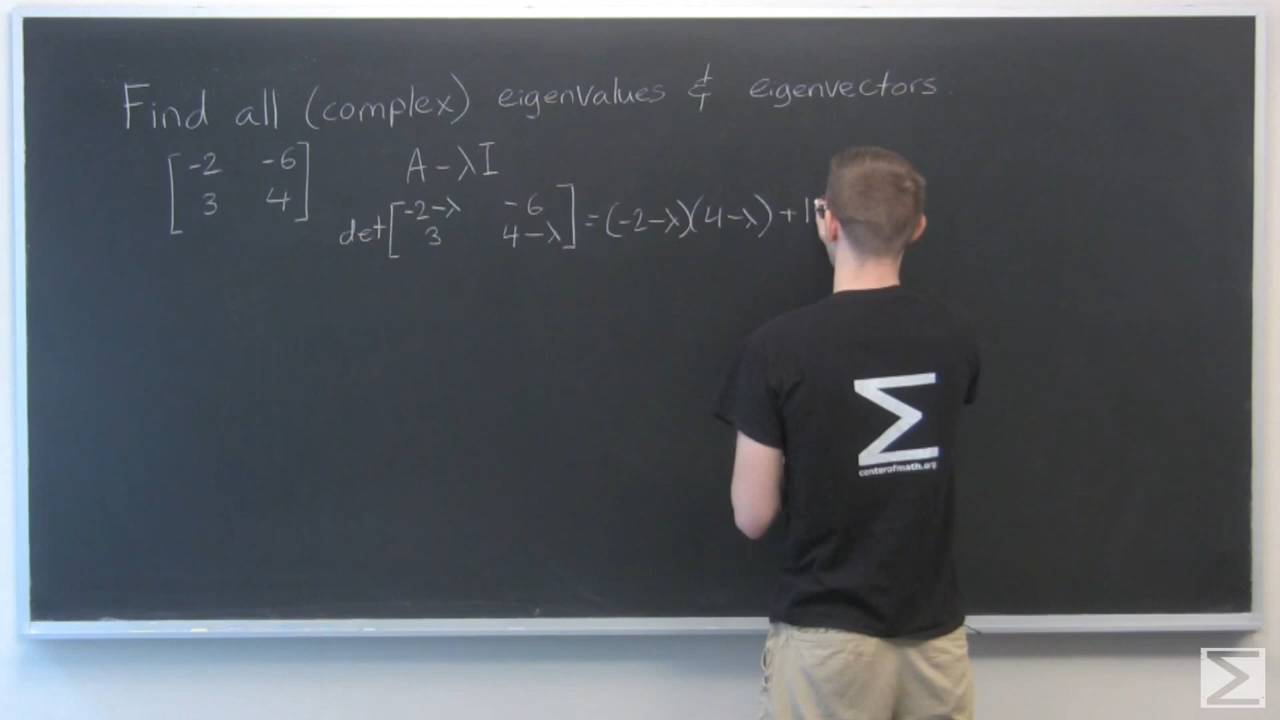 Find all (complex) eigenvalues & eigenvectors.
[-2 -6] A-λI
[3 4]
det[-2-λ -6] =(-2-λ)(4-λ)+1
[3 4-λ]
Σ
centerofmath.org
Σ